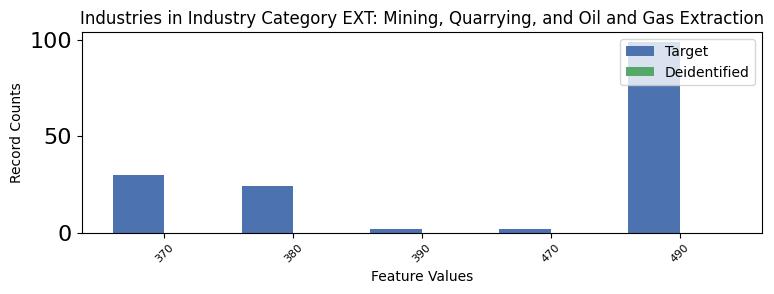 Industries in Industry Category EXT: Mining, Quarrying, and Oil and Gas Extraction
100
50
0
Record Counts
Target
Deidentified
370
380
390
470
490
Feature Values